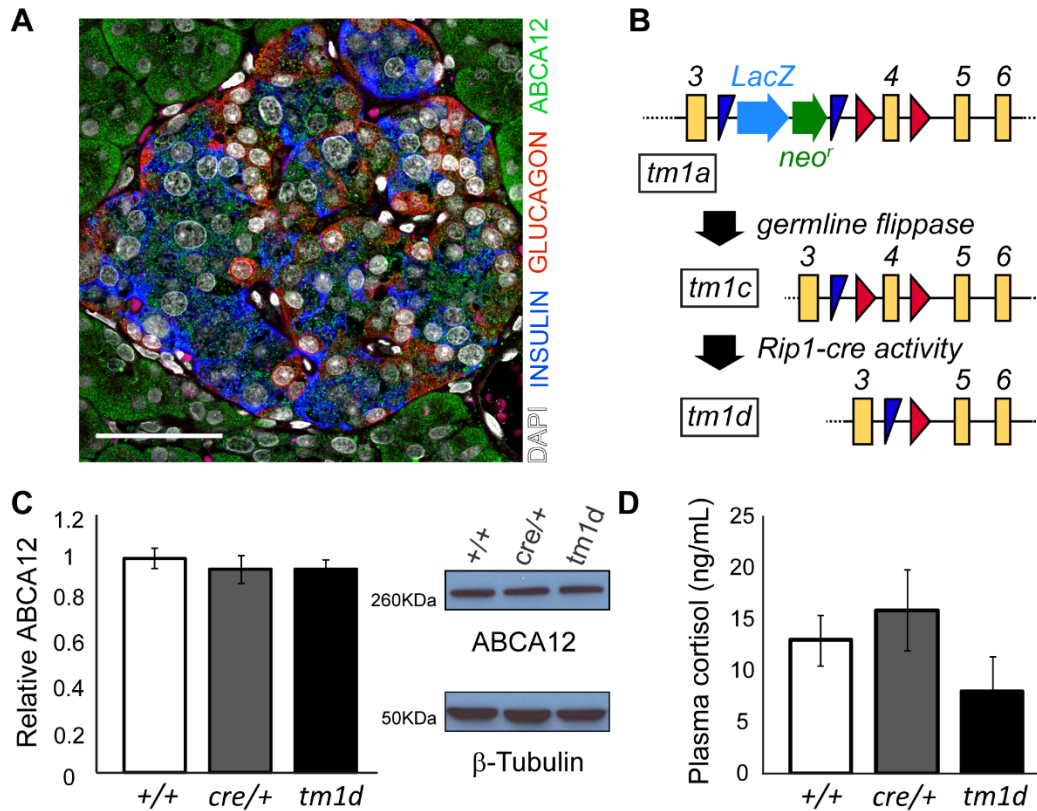 A
DAPI INSULIN GLUCAGON ABCA12
B
3 LacZ 4 5 6
neoʳ
tm1a
germline flippase
3 4 5 6
tm1c
Rip1-cre activity
3 5 6
tm1d
C
1.2
1
0.8
0.6
0.4
0.2
0
Relative ABCA12
+/+ cre/+ tm1d
+/+ cre/+ tm1d
260KDa
ABCA12
50KDa
β-Tubulin
D
25
20
15
10
5
0
Plasma cortisol (ng/mL)
+/+ cre/+ tm1d